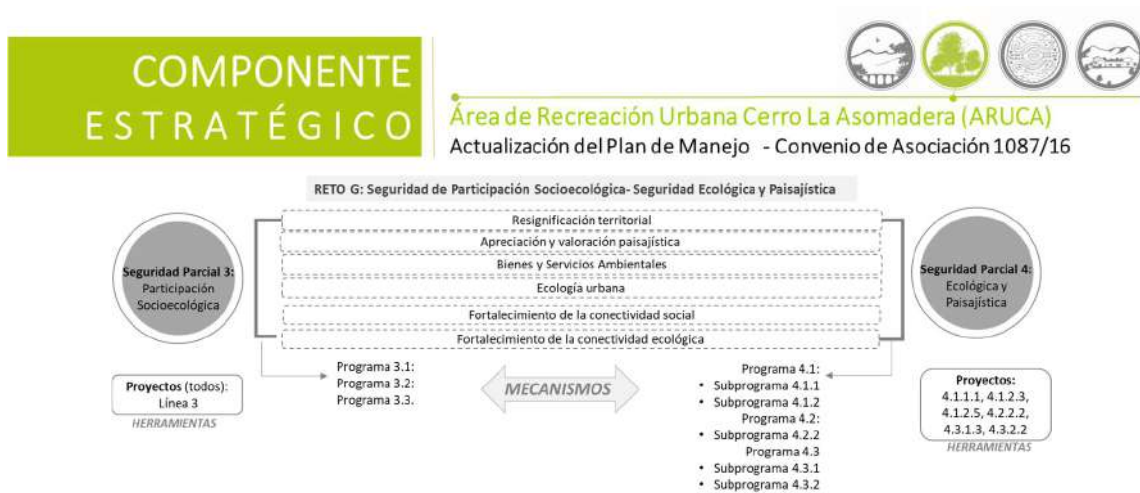 COMPONENTE
ESTRATÉGICO
Área de Recreación Urbana Cerro La Asomadera (ARUCA)
Actualización del Plan de Manejo - Convenio de Asociación 1087/16
RETO G: Seguridad de Participación Socioecológica- Seguridad Ecológica y Paisajística
Seguridad Parcial 3:
Participación
Socioecológica
Resignificación territorial
Apreciación y valoración paisajística
Bienes y Servicios Ambientales
Ecología urbana
Fortalecimiento de la conectividad social
Fortalecimiento de la conectividad ecológica
Seguridad Parcial 4:
Ecológica y
Paisajística
Proyectos (todos):
Línea 3
HERRAMIENTAS
Programa 3.1:
Programa 3.2:
Programa 3.3.
MECANISMOS
Programa 4.1:
• Subprograma 4.1.1
• Subprograma 4.1.2
Programa 4.2:
• Subprograma 4.2.2
Programa 4.3
• Subprograma 4.3.1
• Subprograma 4.3.2
Proyectos:
4.1.1.1, 4.1.2.3,
4.1.2.5, 4.2.2.2,
4.3.1.3, 4.3.2.2
HERRAMIENTAS